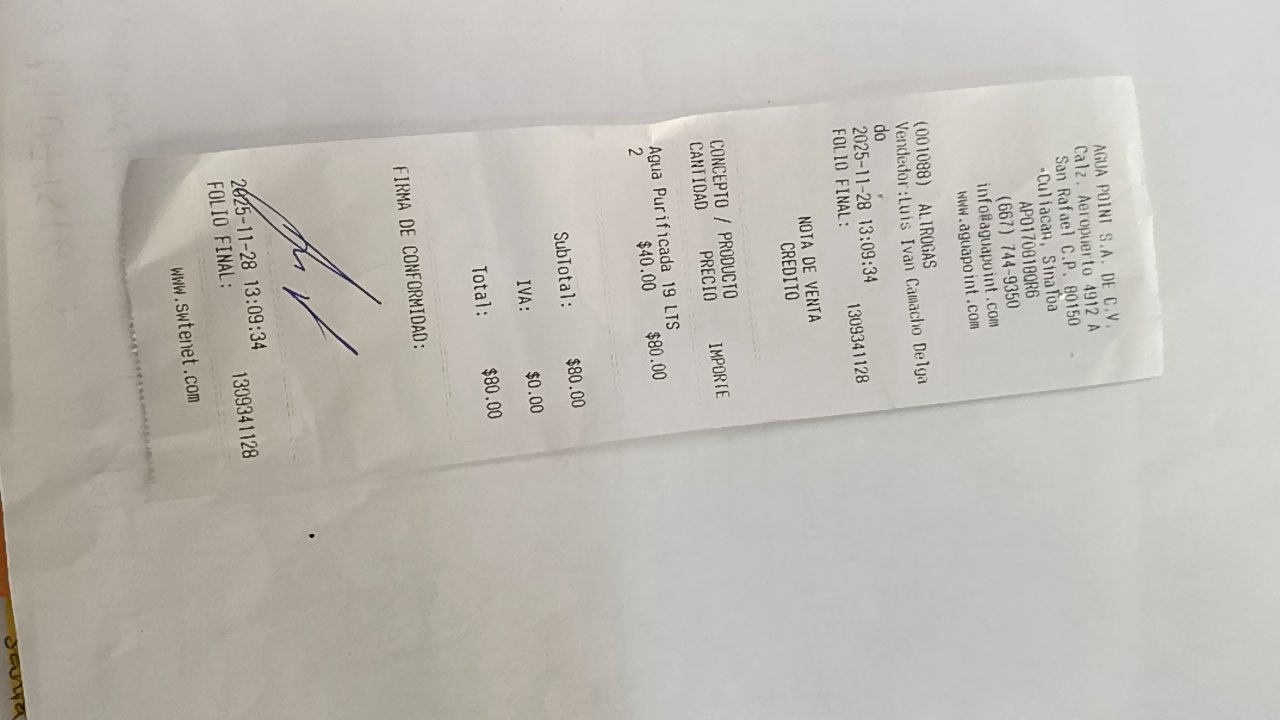 AGUA POINT S.A. DE C.V.
Calz. Aeropuerto 4912 A
San Rafael C.P. 80150
Culiacan, Sinaloa
APO170818QR6
(667) 744-9350
info@aguapoint.com
www.aguapoint.com
(001088) ALIRUGAS
Vendedor:Luis Ivan Camacho Delga
do
2025-11-28 13:09:34 1309341128
FOLIO FINAL:
NOTA DE VENTA
CREDITO
CONCEPTO / PRODUCTO
CANTIDAD PRECIO IMPORTE
Agua Purificada 19 LTS
2 $40.00 $80.00
SubTotal: $80.00
IVA: $0.00
Total: $80.00
FIRMA DE CONFORMIDAD:
2025-11-28 13:09:34 1309341128
FOLIO FINAL:
www.swtenet.com